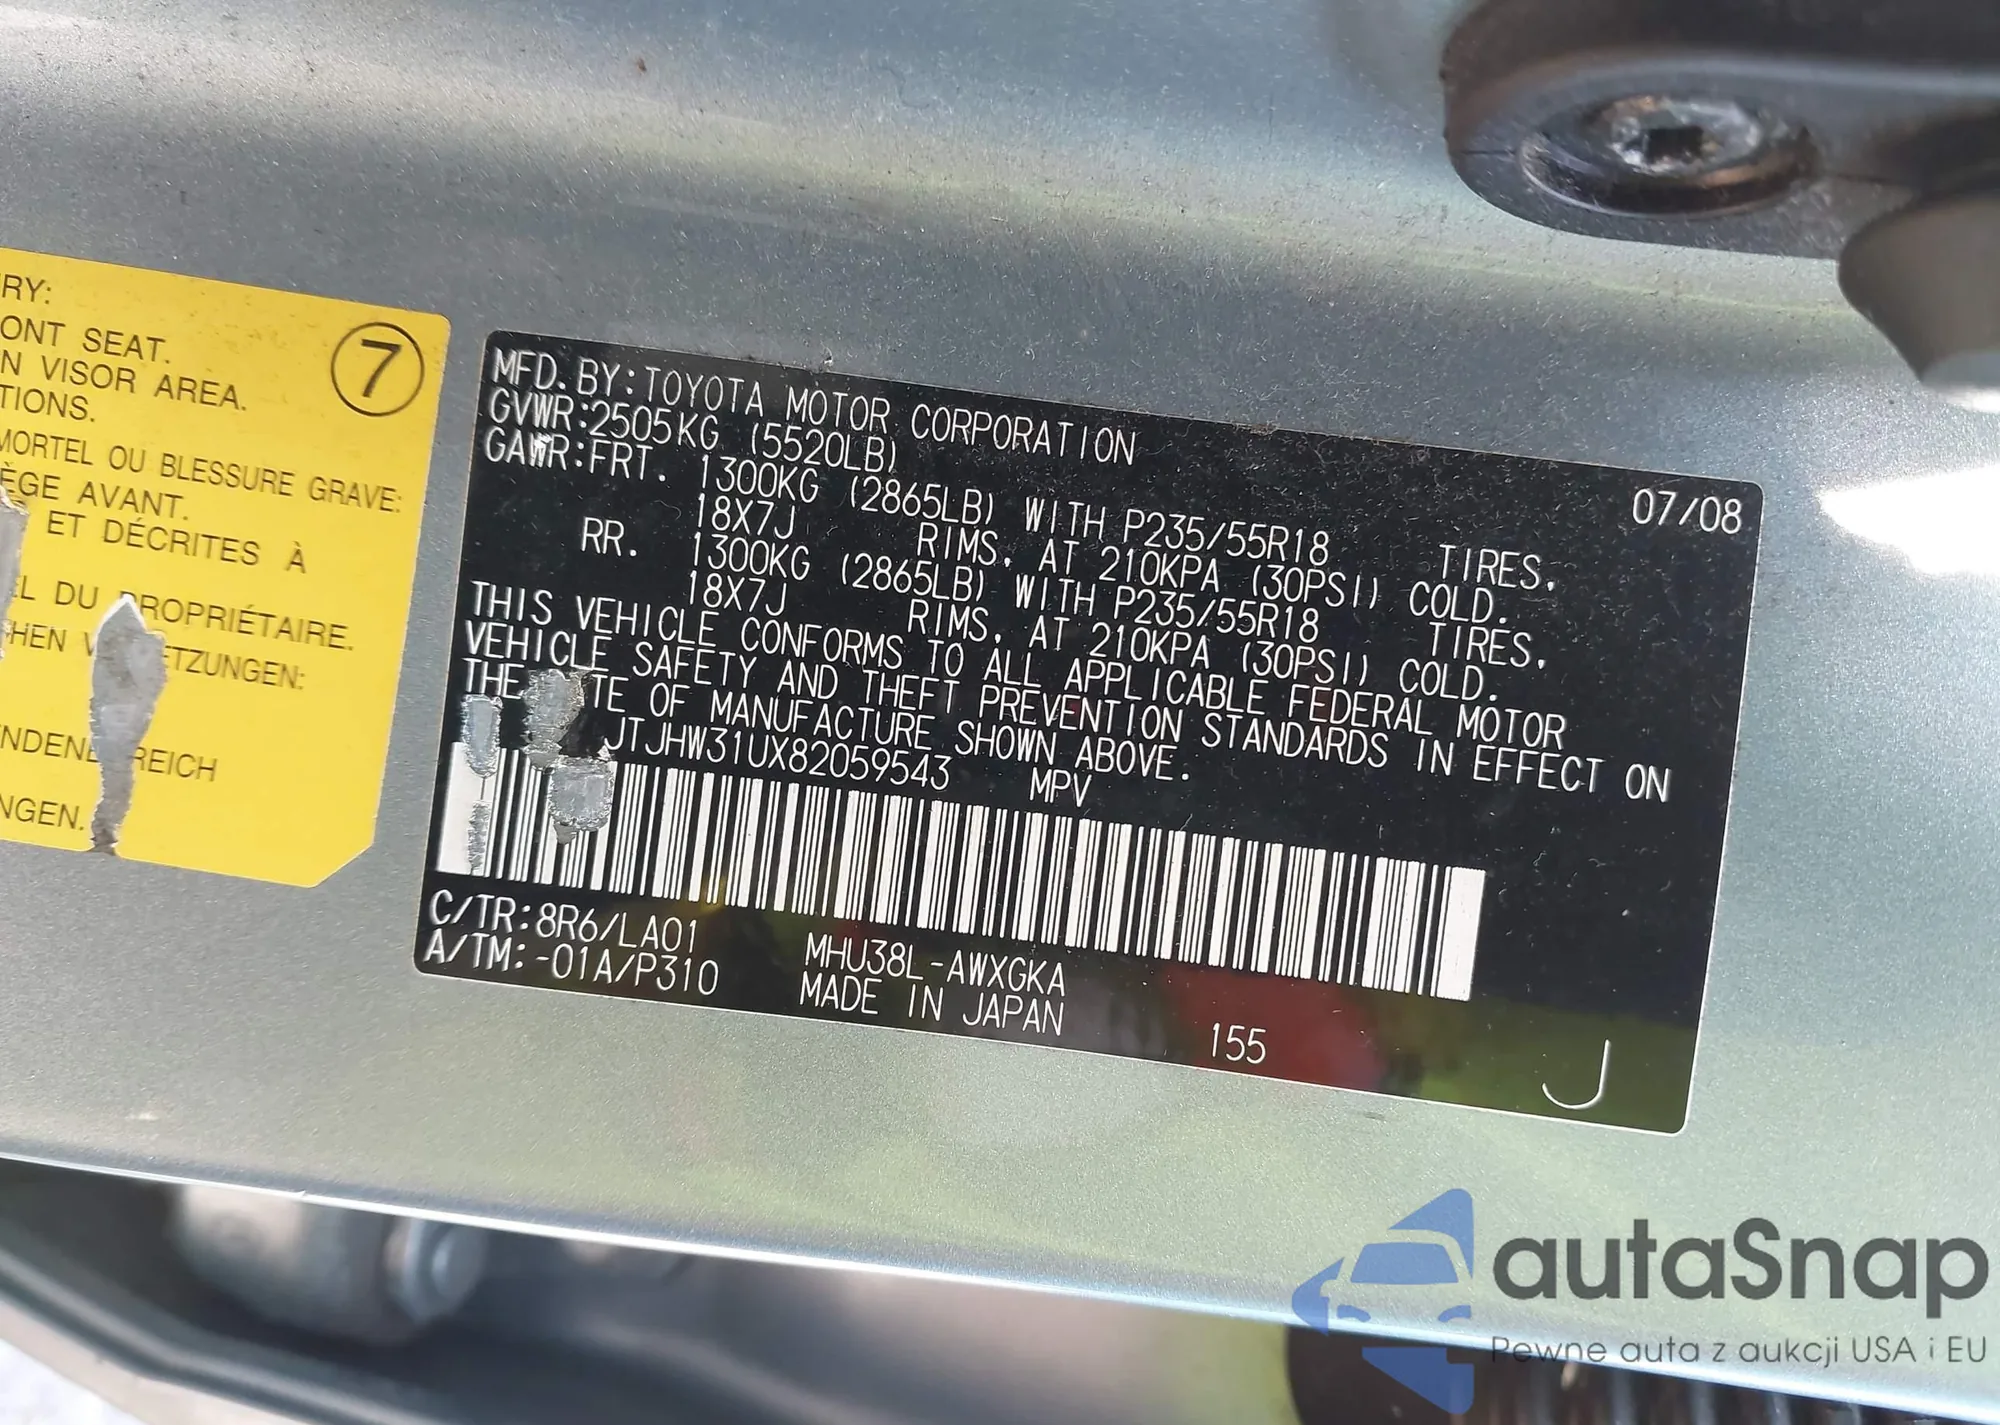 RY:
ONT SEAT.
N VISOR AREA.
TIONS.
7
MORTEL OU BLESSURE GRAVE:
ÈGE AVANT.
ET DÉCRITES À
EL DU PROPRIÉTAIRE.
CHEN V ETZUNGEN:
NDENB REICH
NGEN.
MFD. BY: TOYOTA MOTOR CORPORATION
GVWR: 2505KG (5520LB)
07/08
GAWR: FRT. 1300KG (2865LB) WITH P235/55R18 TIRES,
18X7J RIMS, AT 210KPA (30PSI) COLD.
RR. 1300KG (2865LB) WITH P235/55R18 TIRES,
18X7J RIMS, AT 210KPA (30PSI) COLD.
THIS VEHICLE CONFORMS TO ALL APPLICABLE FEDERAL MOTOR
VEHICLE SAFETY AND THEFT PREVENTION STANDARDS IN EFFECT ON
THE TE OF MANUFACTURE SHOWN ABOVE.
JTJHW31UX82059543 MPV
C/TR: 8R6/LA01 MHU38L-AWXGKA
A/TM: -01A/P310 MADE IN JAPAN
155
J
autaSnap
Pewne auta z aukcji USA i EU